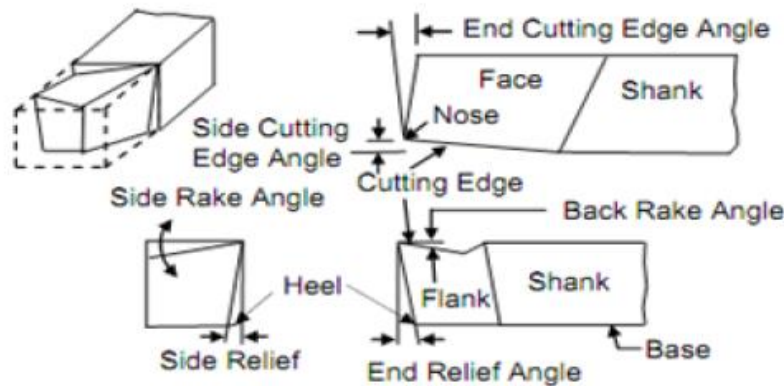 End Cutting Edge Angle
Face
Shank
Nose
Side Cutting
Edge Angle
Cutting Edge
Side Rake Angle
Back Rake Angle
Heel
Flank
Shank
Side Relief
End Relief Angle
Base